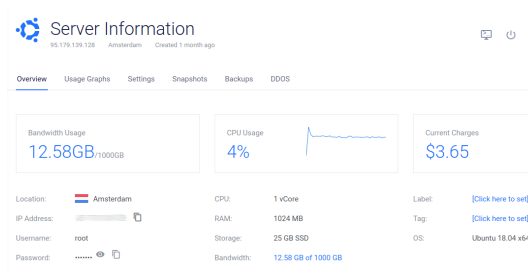 Server Information
95.179.139.128 Amsterdam Created 1 month ago
Overview Usage Graphs Settings Snapshots Backups DDOS
Bandwidth Usage CPU Usage Current Charges
12.58GB/1000GB 4% $3.65
Location: Amsterdam CPU: 1 vCore Label: [Click here to set]
IP Address: RAM: 1024 MB Tag: [Click here to set]
Username: root Storage: 25 GB SSD OS: Ubuntu 18.04 x64
Password: ······· Bandwidth: 12.58 GB of 1000 GB